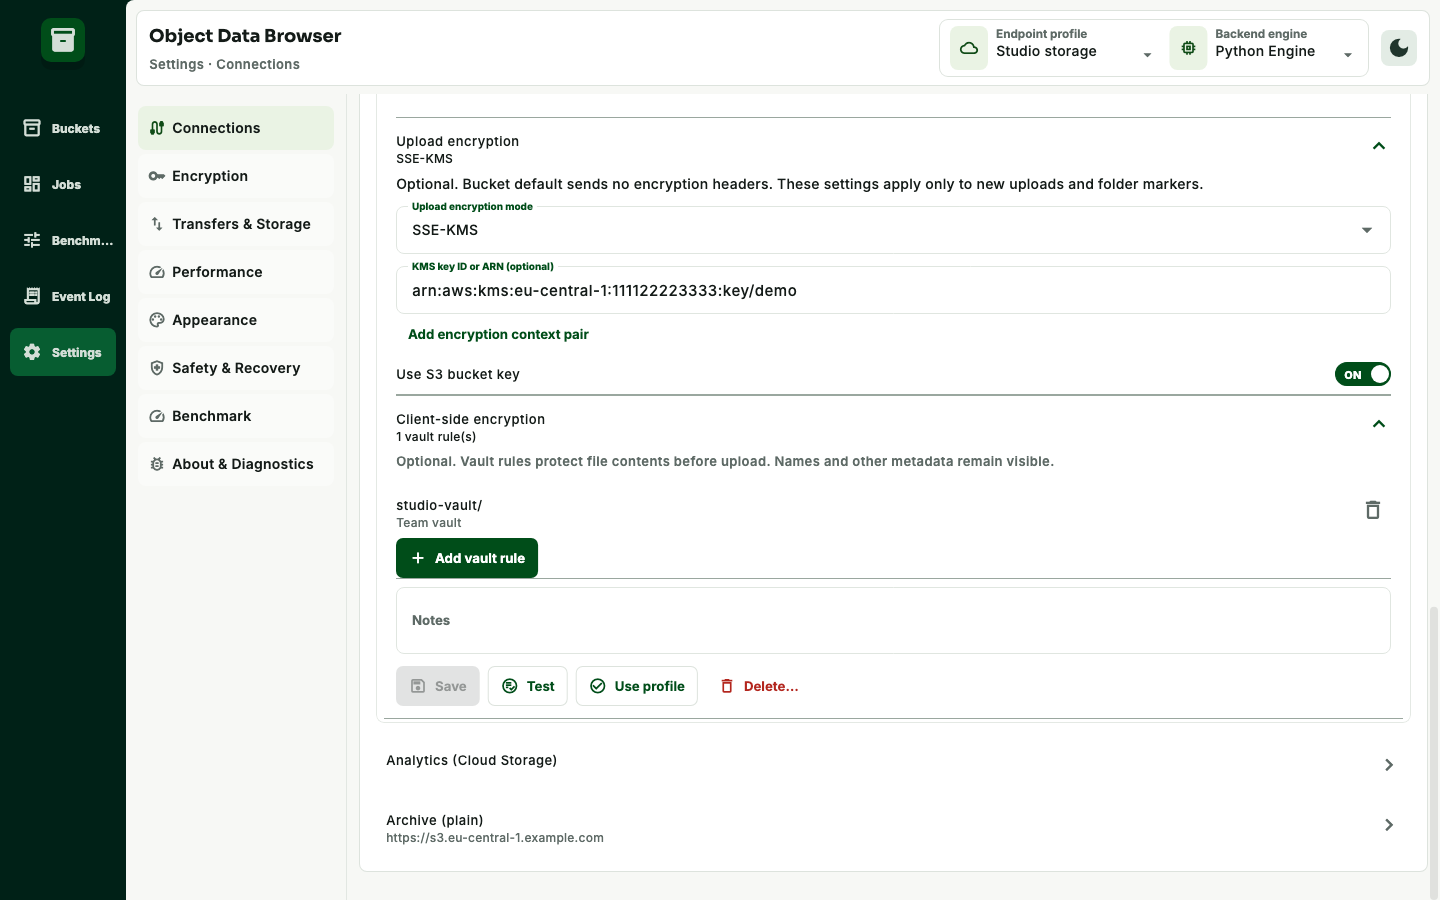 Object Data Browser
Settings · Connections
Endpoint profile
Studio storage
Backend engine
Python Engine
Buckets
Jobs
Benchm...
Event Log
Settings
Connections
Encryption
Transfers & Storage
Performance
Appearance
Safety & Recovery
Benchmark
About & Diagnostics
Upload encryption
SSE-KMS
Optional. Bucket default sends no encryption headers. These settings apply only to new uploads and folder markers.
Upload encryption mode
SSE-KMS
KMS key ID or ARN (optional)
arn:aws:kms:eu-central-1:111122223333:key/demo
Add encryption context pair
Use S3 bucket key
ON
Client-side encryption
1 vault rule(s)
Optional. Vault rules protect file contents before upload. Names and other metadata remain visible.
studio-vault/
Team vault
Add vault rule
Notes
Save
Test
Use profile
Delete...
Analytics (Cloud Storage)
Archive (plain)
https://s3.eu-central-1.example.com